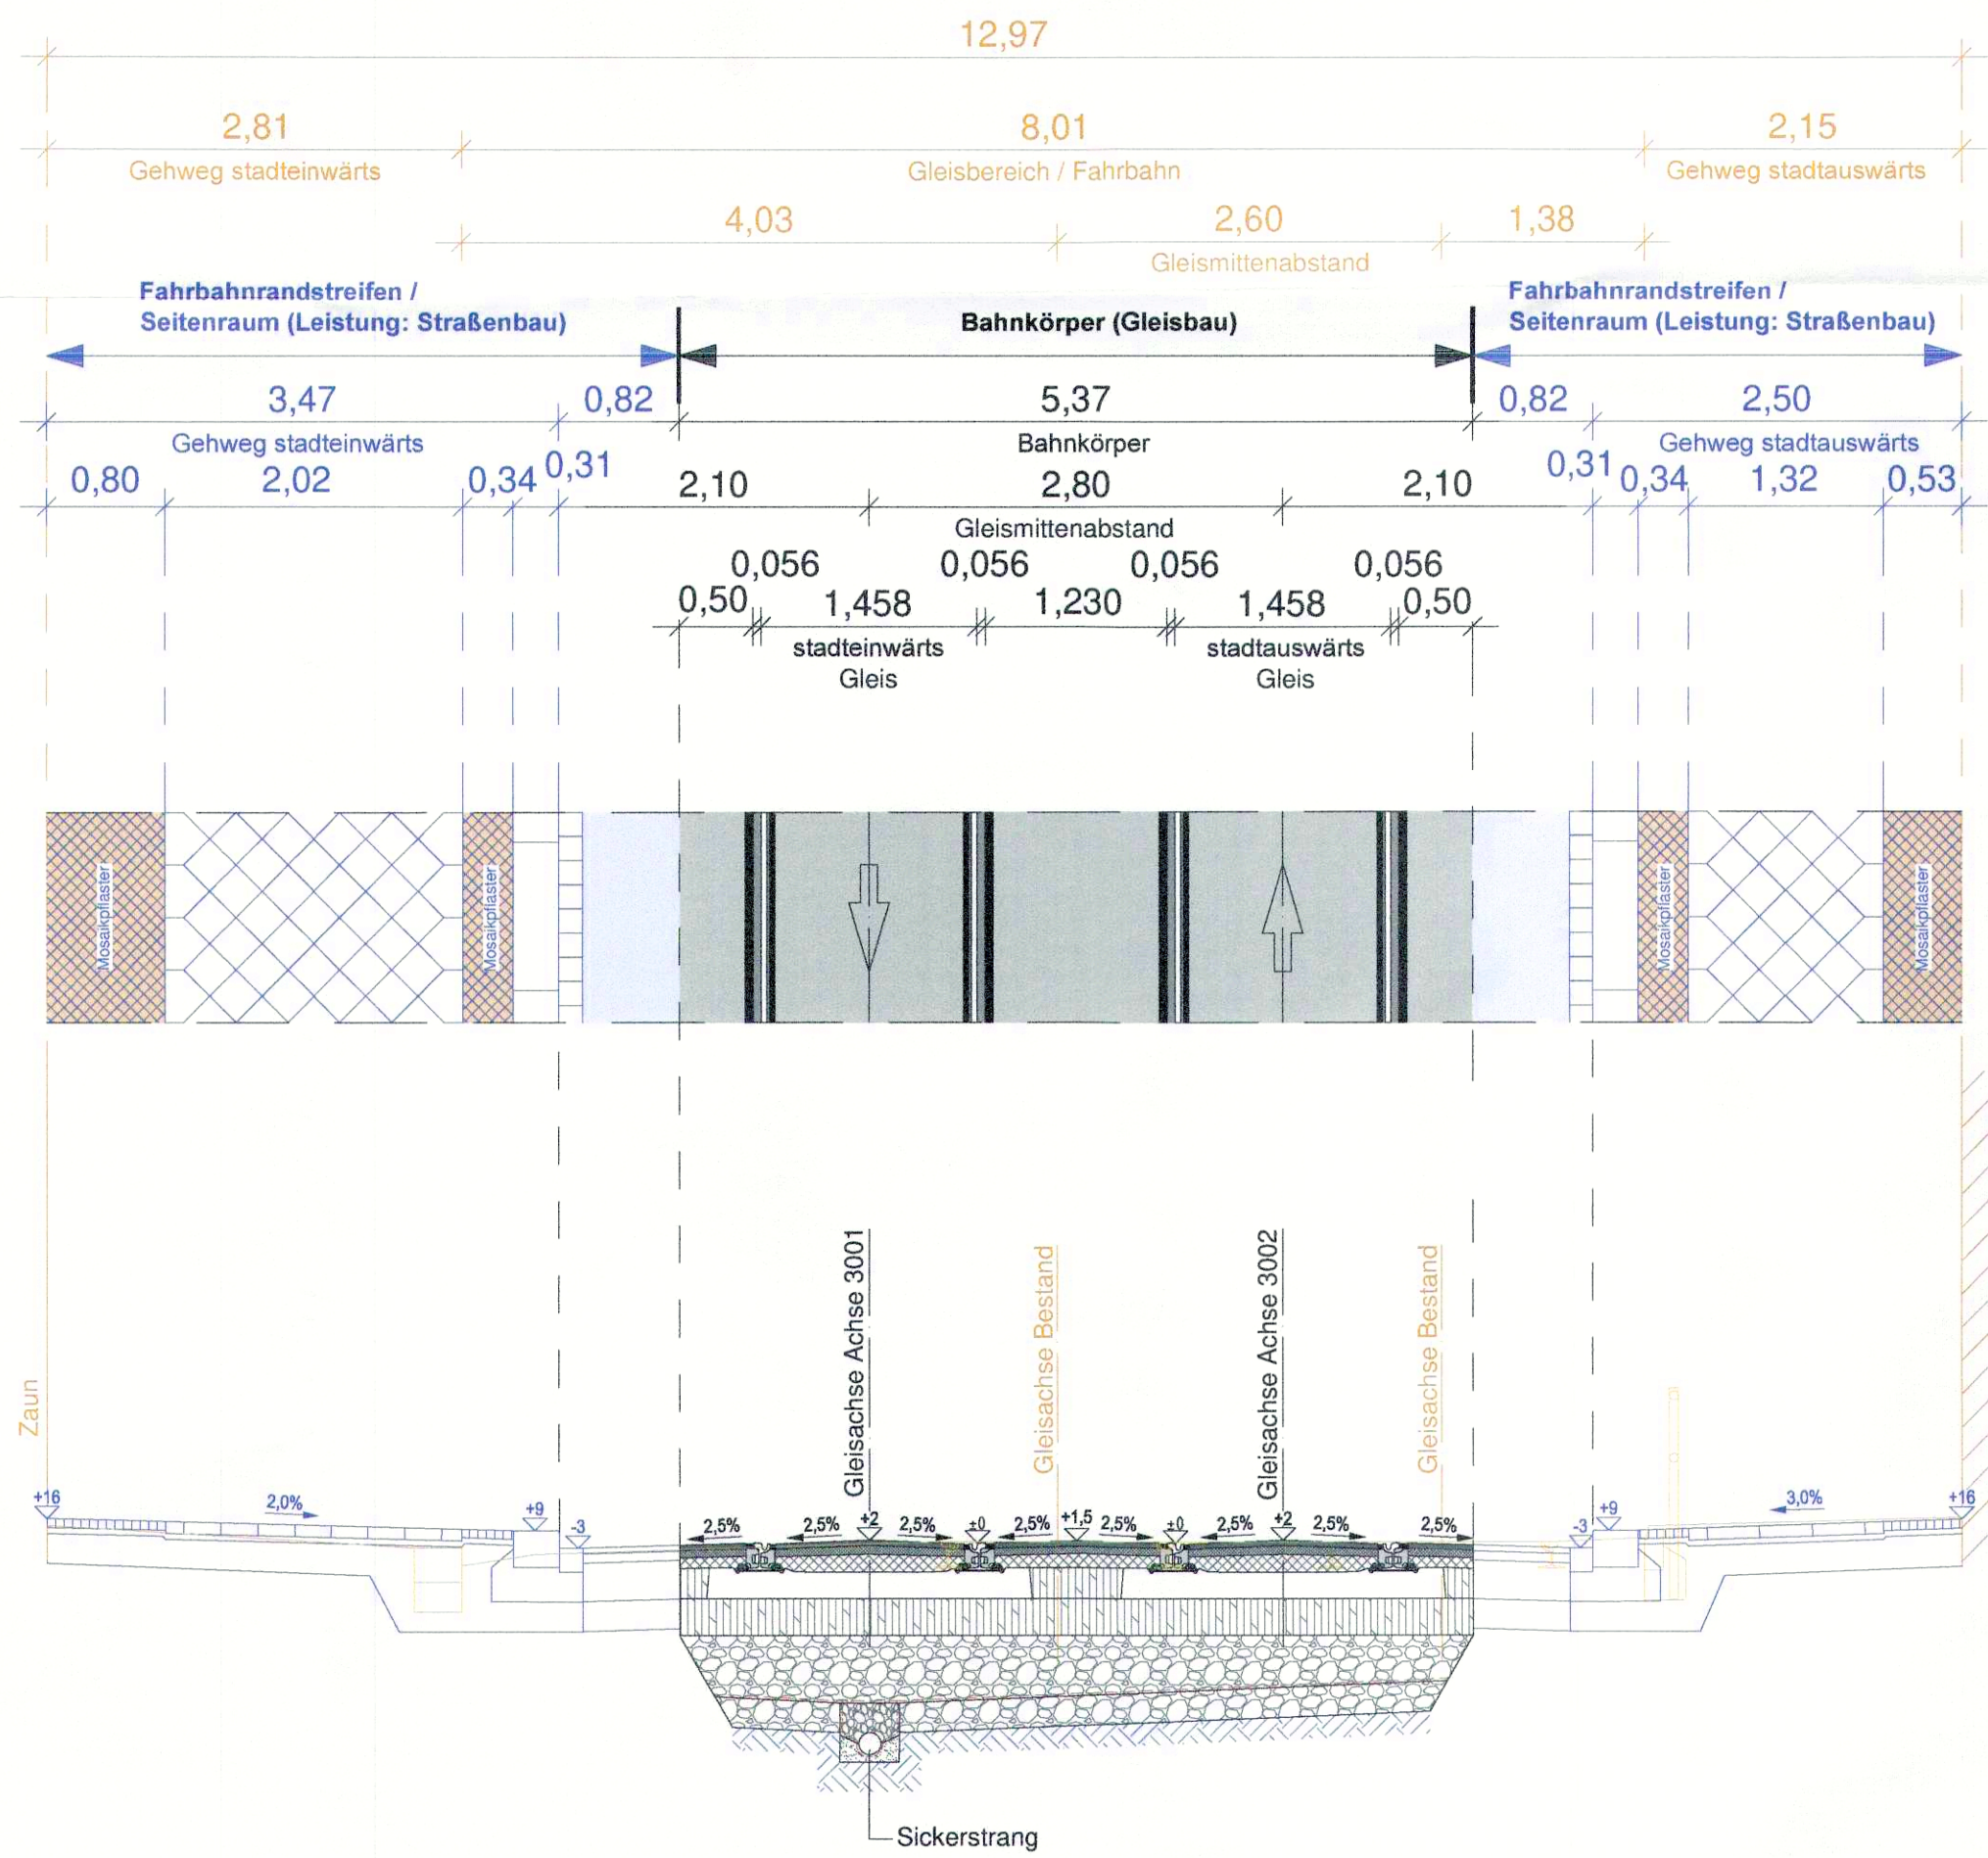 12,97
2,81 8,01 2,15
Gehweg stadteinwärts Gleisbereich / Fahrbahn Gehweg stadtauswärts
4,03 2,60 1,38
Gleismittenabstand
Fahrbahnrandstreifen /
Seitenraum (Leistung: Straßenbau)
Bahnkörper (Gleisbau)
Fahrbahnrandstreifen /
Seitenraum (Leistung: Straßenbau)
3,47 0,82 5,37 0,82 2,50
Gehweg stadteinwärts Bahnkörper Gehweg stadtauswärts
0,80 2,02 0,34 0,31 2,10 2,80 2,10 0,31 0,34 1,32 0,53
Gleismittenabstand
0,056 0,056 0,056 0,056
0,50 1,458 1,230 1,458 0,50
stadteinwärts
Gleis
stadtauswärts
Gleis
Mosaikpflaster
Mosaikpflaster
Mosaikpflaster
Mosaikpflaster
Zaun
Gleisachse Achse 3001
Gleisachse Bestand
Gleisachse Achse 3002
Gleisachse Bestand
+16 2,0% +9 -3 2,5% 2,5% +2 2,5% ±0 2,5% +1,5 2,5% ±0 2,5% +2 2,5% 2,5% -3 +9 3,0% +16
Sickerstrang